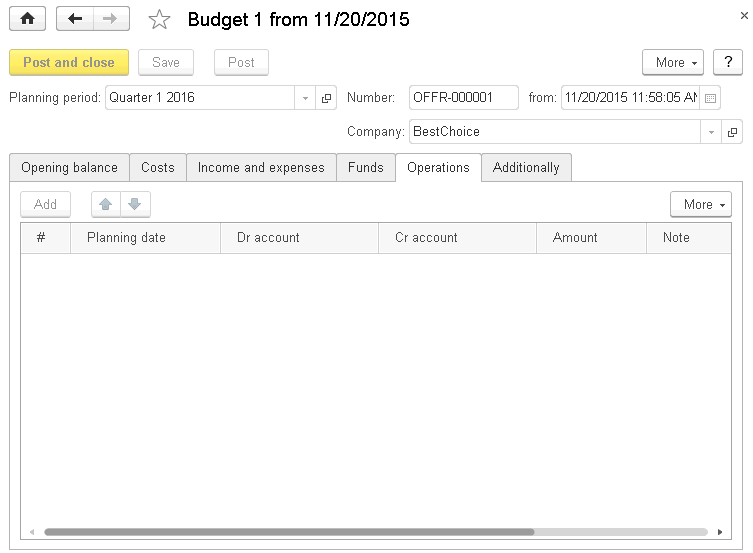 Budget 1 from 11/20/2015
Post and close Save Post More ?
Planning period: Quarter 1 2016 Number: OFFR-000001 from: 11/20/2015 11:58:05 AM
Company: BestChoice
Opening balance Costs Income and expenses Funds Operations Additionally
Add More
# Planning date Dr account Cr account Amount Note